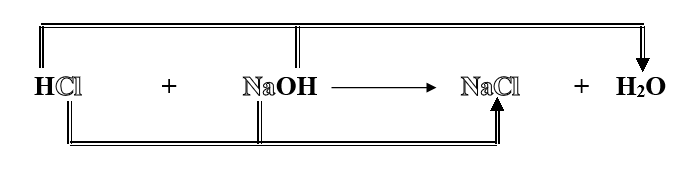 HCl + NaOH NaCl + H₂O